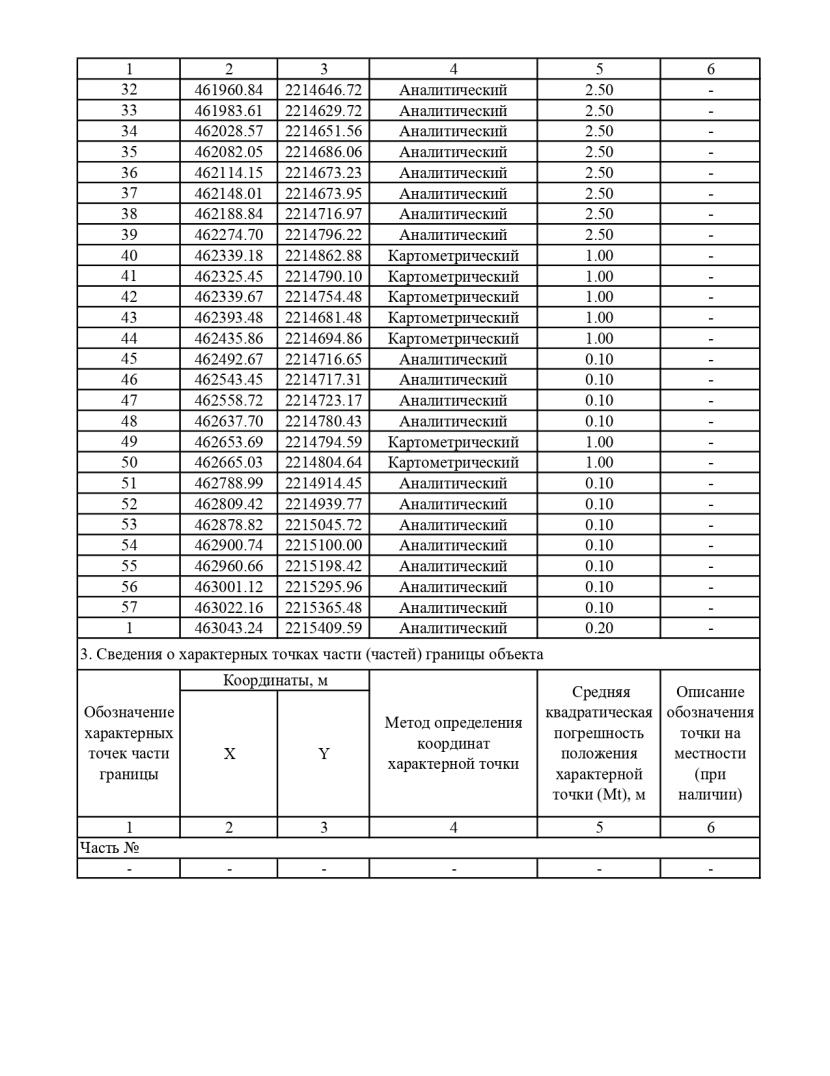 1 2 3 4 5 6
32 461960.84 2214646.72 Аналитический 2.50 -
33 461983.61 2214629.72 Аналитический 2.50 -
34 462028.57 2214651.56 Аналитический 2.50 -
35 462082.05 2214686.06 Аналитический 2.50 -
36 462114.15 2214673.23 Аналитический 2.50 -
37 462148.01 2214673.95 Аналитический 2.50 -
38 462188.84 2214716.97 Аналитический 2.50 -
39 462274.70 2214796.22 Аналитический 2.50 -
40 462339.18 2214862.88 Картометрический 1.00 -
41 462325.45 2214790.10 Картометрический 1.00 -
42 462339.67 2214754.48 Картометрический 1.00 -
43 462393.48 2214681.48 Картометрический 1.00 -
44 462435.86 2214694.86 Картометрический 1.00 -
45 462492.67 2214716.65 Аналитический 0.10 -
46 462543.45 2214717.31 Аналитический 0.10 -
47 462558.72 2214723.17 Аналитический 0.10 -
48 462637.70 2214780.43 Аналитический 0.10 -
49 462653.69 2214794.59 Картометрический 1.00 -
50 462665.03 2214804.64 Картометрический 1.00 -
51 462788.99 2214914.45 Аналитический 0.10 -
52 462809.42 2214939.77 Аналитический 0.10 -
53 462878.82 2215045.72 Аналитический 0.10 -
54 462900.74 2215100.00 Аналитический 0.10 -
55 462960.66 2215198.42 Аналитический 0.10 -
56 463001.12 2215295.96 Аналитический 0.10 -
57 463022.16 2215365.48 Аналитический 0.10 -
1 463043.24 2215409.59 Аналитический 0.20 -
3. Сведения о характерных точках части (частей) границы объекта
Обозначение
характерных
точек части
границы
Координаты, м
X
Y
Метод определения
координат
характерной точки
Средняя
квадратическая
погрешность
положения
характерной
точки (Mt), м
Описание
обозначения
точки на
местности
(при
наличии)
1 2 3 4 5 6
Часть №
- - - - - -